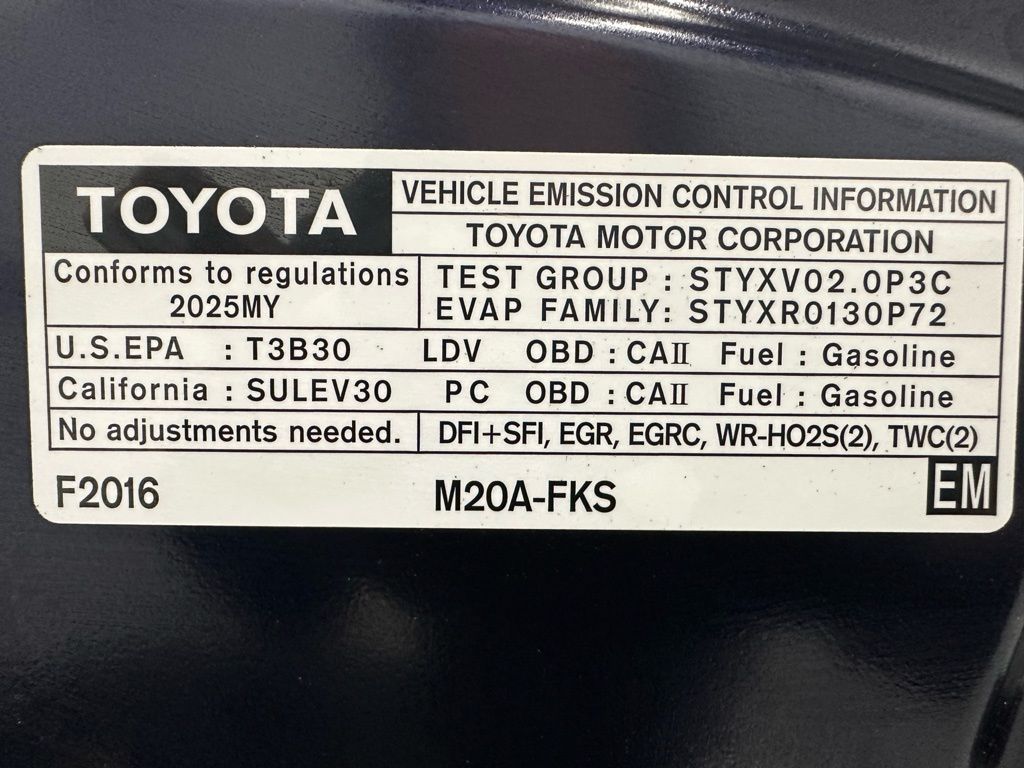 TOYOTA
VEHICLE EMISSION CONTROL INFORMATION
TOYOTA MOTOR CORPORATION
Conforms to regulations
2025MY
TEST GROUP : STYXV02.0P3C
EVAP FAMILY: STYXR0130P72
U.S.EPA : T3B30 LDV OBD : CAII Fuel : Gasoline
California : SULEV30 PC OBD : CAII Fuel : Gasoline
No adjustments needed. DFI+SFI, EGR, EGRC, WR-HO2S(2), TWC(2)
F2016 M20A-FKS EM